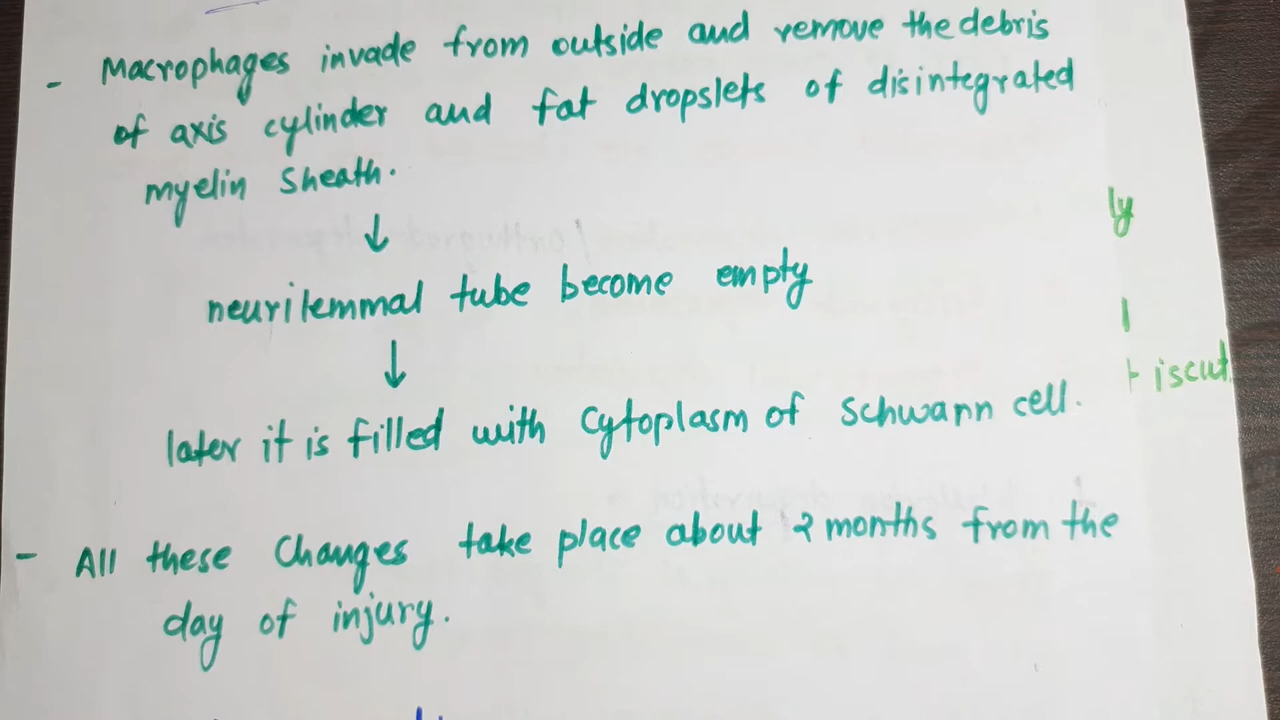 - Macrophages invade from outside and remove the debris
of axis cylinder and fat dropslets of disintegrated
myelin sheath.
↓
neurilemmal tube become empty
↓
later it is filled with cytoplasm of schwann cell.
- All these changes take place about 2 months from the
day of injury.
ly